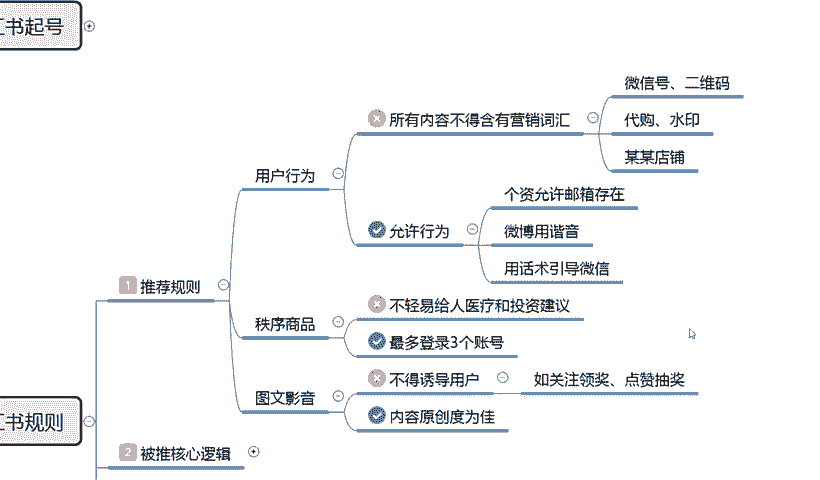 书起号
微信号、二维码
所有内容不得含有营销词汇
代购、水印
某某店铺
用户行为
个资允许邮箱存在
允许行为
微博用谐音
用话术引导微信
1 推荐规则
不轻易给人医疗和投资建议
秩序商品
最多登录3个账号
不得诱导用户
如关注领奖、点赞抽奖
图文影音
内容原创度为佳
书规则
2 被推核心逻辑